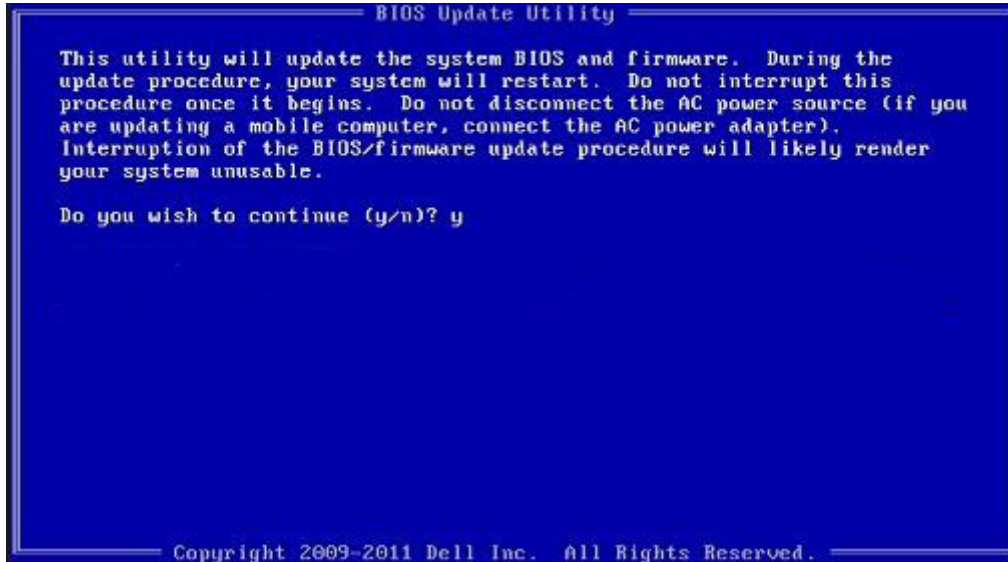 BIOS Update Utility
This utility will update the system BIOS and firmware.  During the
update procedure, your system will restart.  Do not interrupt this
procedure once it begins.  Do not disconnect the AC power source (if you
are updating a mobile computer, connect the AC power adapter).
Interruption of the BIOS/firmware update procedure will likely render
your system unusable.
Do you wish to continue (y/n)? y
Copyright 2009-2011 Dell Inc.  All Rights Reserved.